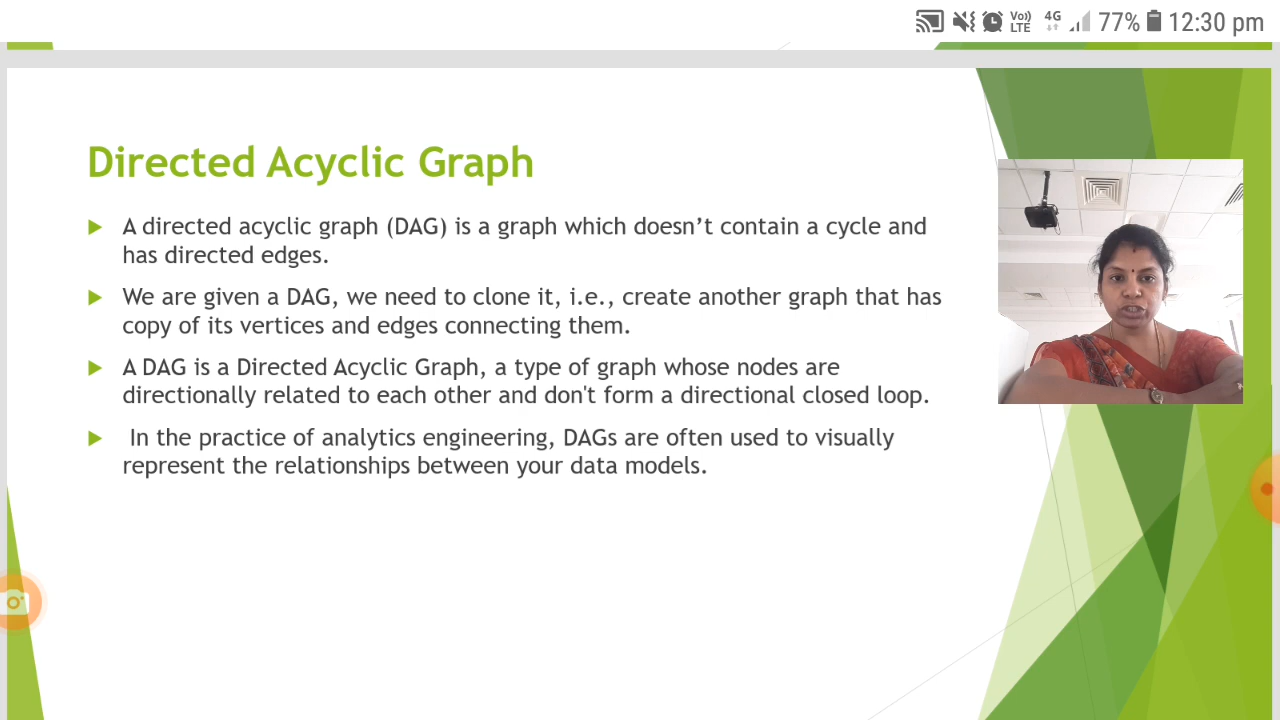 Vo))
LTE
4G
77%
12:30 pm
Directed Acyclic Graph
A directed acyclic graph (DAG) is a graph which doesn’t contain a cycle and
has directed edges.
We are given a DAG, we need to clone it, i.e., create another graph that has
copy of its vertices and edges connecting them.
A DAG is a Directed Acyclic Graph, a type of graph whose nodes are
directionally related to each other and don't form a directional closed loop.
In the practice of analytics engineering, DAGs are often used to visually
represent the relationships between your data models.